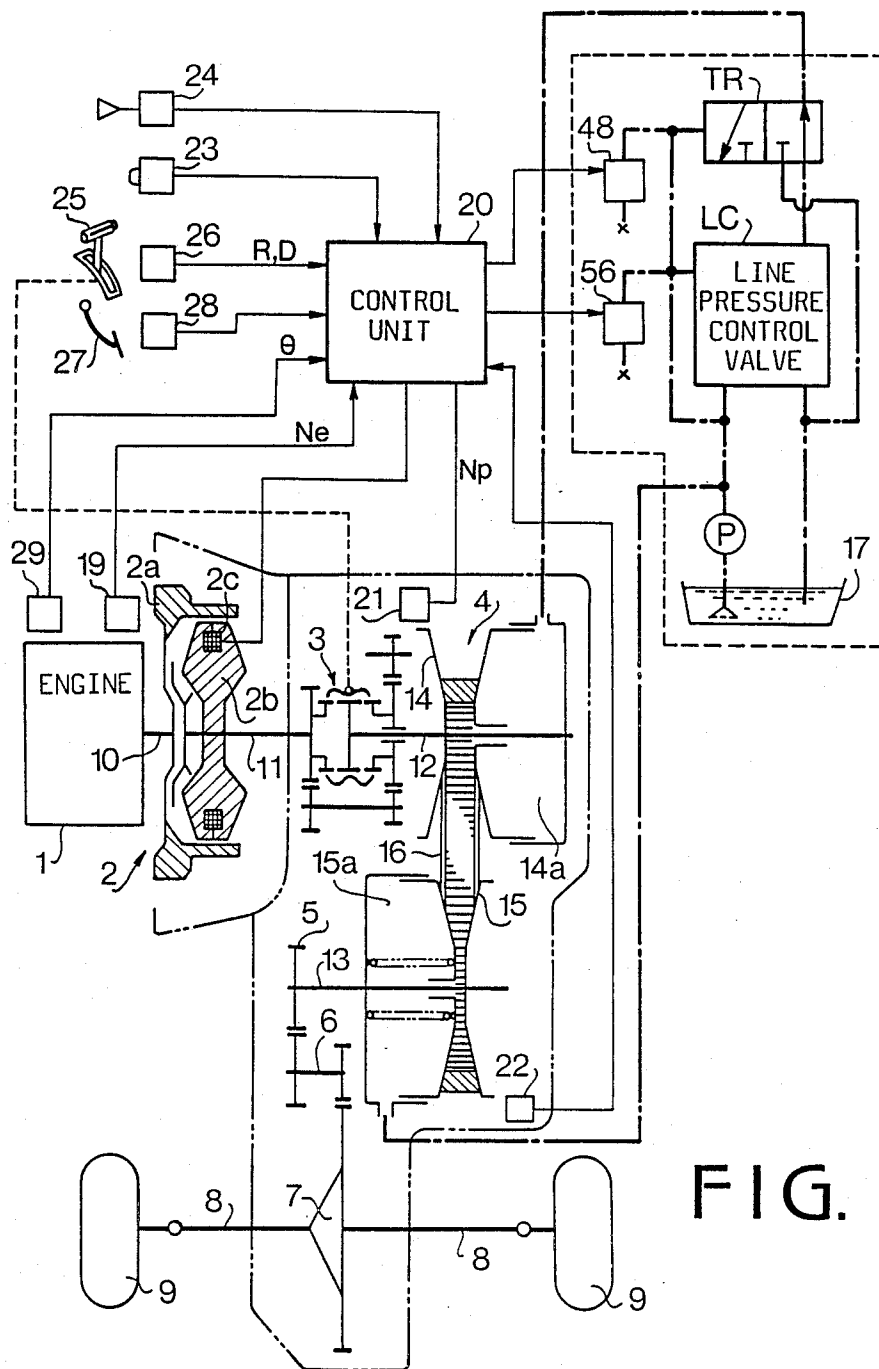 24
TR
48
23
25
20
LC
26
R,D
CONTROL
UNIT
56
LINE
PRESSURE
CONTROL
VALVE
28
27
θ
Ne
Np
P
17
29
19
2a
2c
21
4
3
14
ENGINE
2b
10
11
12
1
2
16
14a
15a
15
5
13
6
22
7
8
8
9
9
FIG.